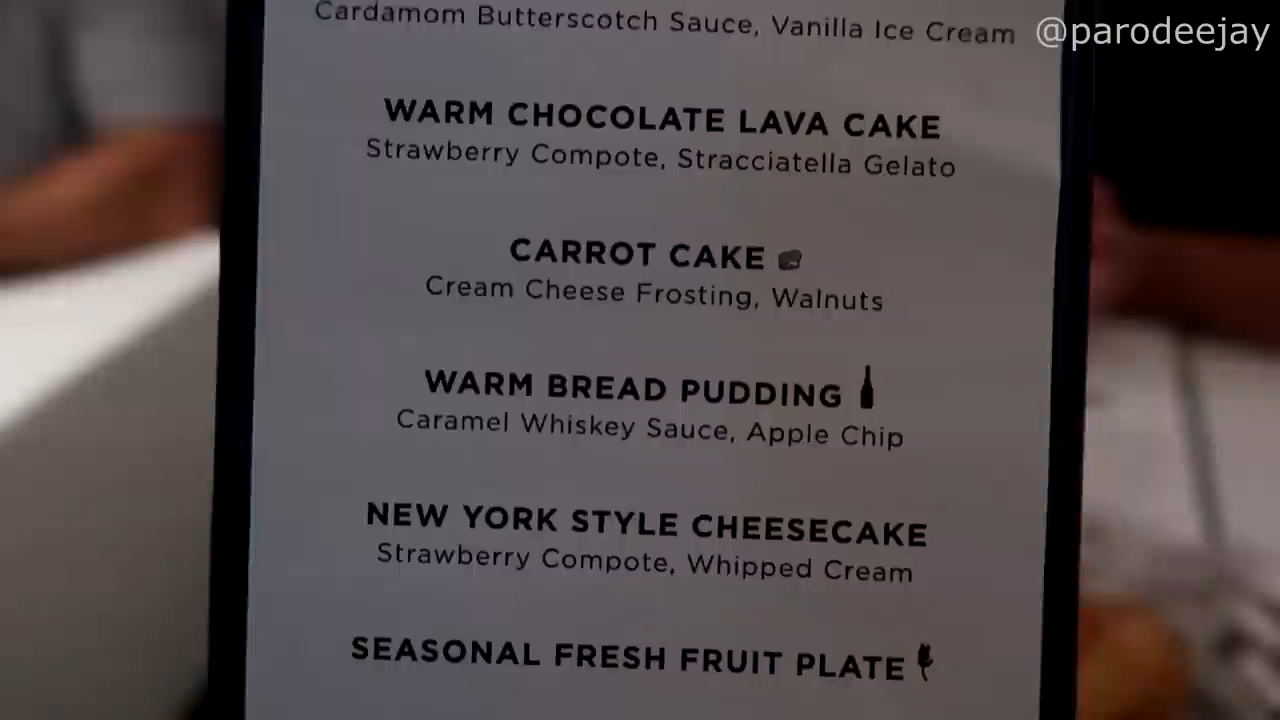 Cardamom Butterscotch Sauce, Vanilla Ice Cream
@parodeejay
WARM CHOCOLATE LAVA CAKE
Strawberry Compote, Stracciatella Gelato
CARROT CAKE
Cream Cheese Frosting, Walnuts
WARM BREAD PUDDING
Caramel Whiskey Sauce, Apple Chip
NEW YORK STYLE CHEESECAKE
Strawberry Compote, Whipped Cream
SEASONAL FRESH FRUIT PLATE